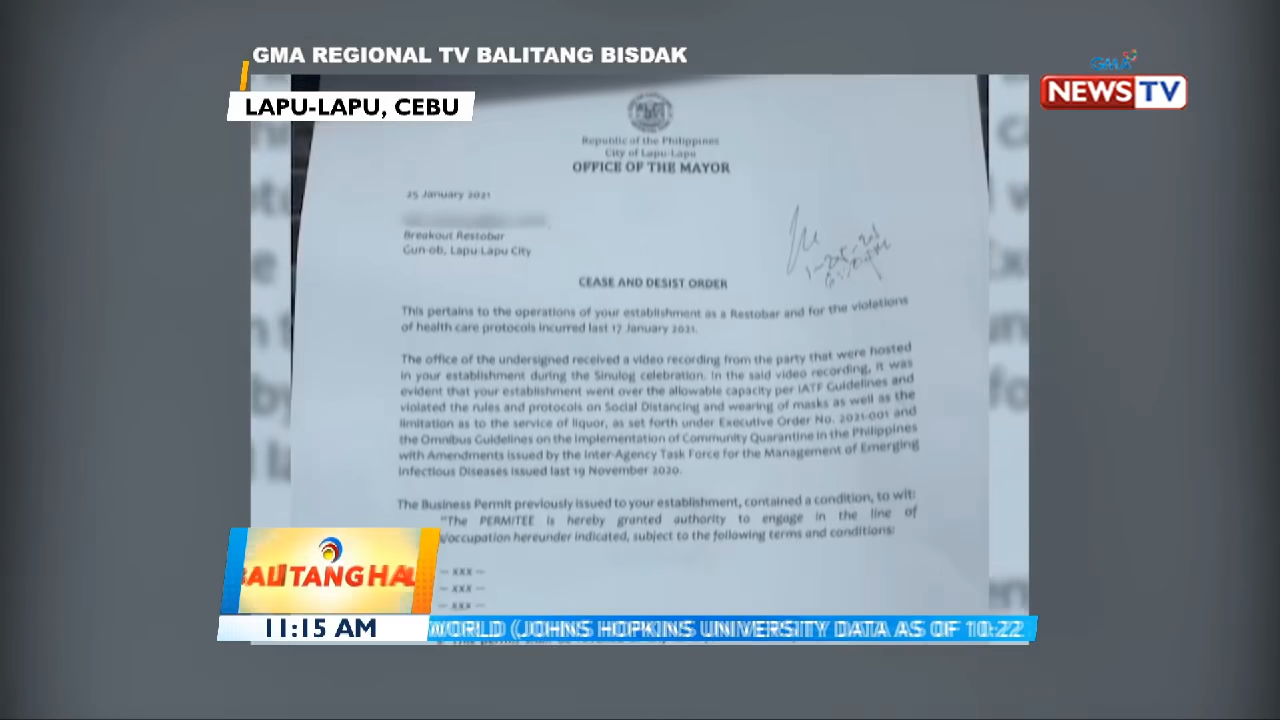 GMA REGIONAL TV BALITANG BISDAK
LAPU-LAPU, CEBU
GMA
NEWS TV
Republic of the Philippines
City of Lapu-Lapu
OFFICE OF THE MAYOR
25 January 2021
Breakout Restobar
Gun-ob, Lapu-Lapu City
CEASE AND DESIST ORDER
This pertains to the operations of your establishment as a Restobar and for the violations
of health care protocols incurred last 17 January 2021.
The office of the undersigned received a video recording from the party that were hosted
in your establishment during the Sinulog celebration. In the said video recording, it was
evident that your establishment went over the allowable capacity per IATF Guidelines and
violated the rules and protocols on Social Distancing and wearing of masks as well as the
limitation as to the service of liquor, as set forth under Executive Order No. 2021-001 and
the Omnibus Guidelines on the Implementation of Community Quarantine in the Philippines
with Amendments issued by the Inter-Agency Task Force for the Management of Emerging
Infectious Diseases issued last 19 November 2020.
The Business Permit previously issued to your establishment, contained a condition, to wit:
"The PERMITEE is hereby granted authority to engage in the line of
/occupation hereunder indicated, subject to the following terms and conditions:
— xxx —
— xxx —
— xxx —
BALITANGHALI
11:15 AM
WORLD (JOHNS HOPKINS UNIVERSITY DATA AS OF 10:22